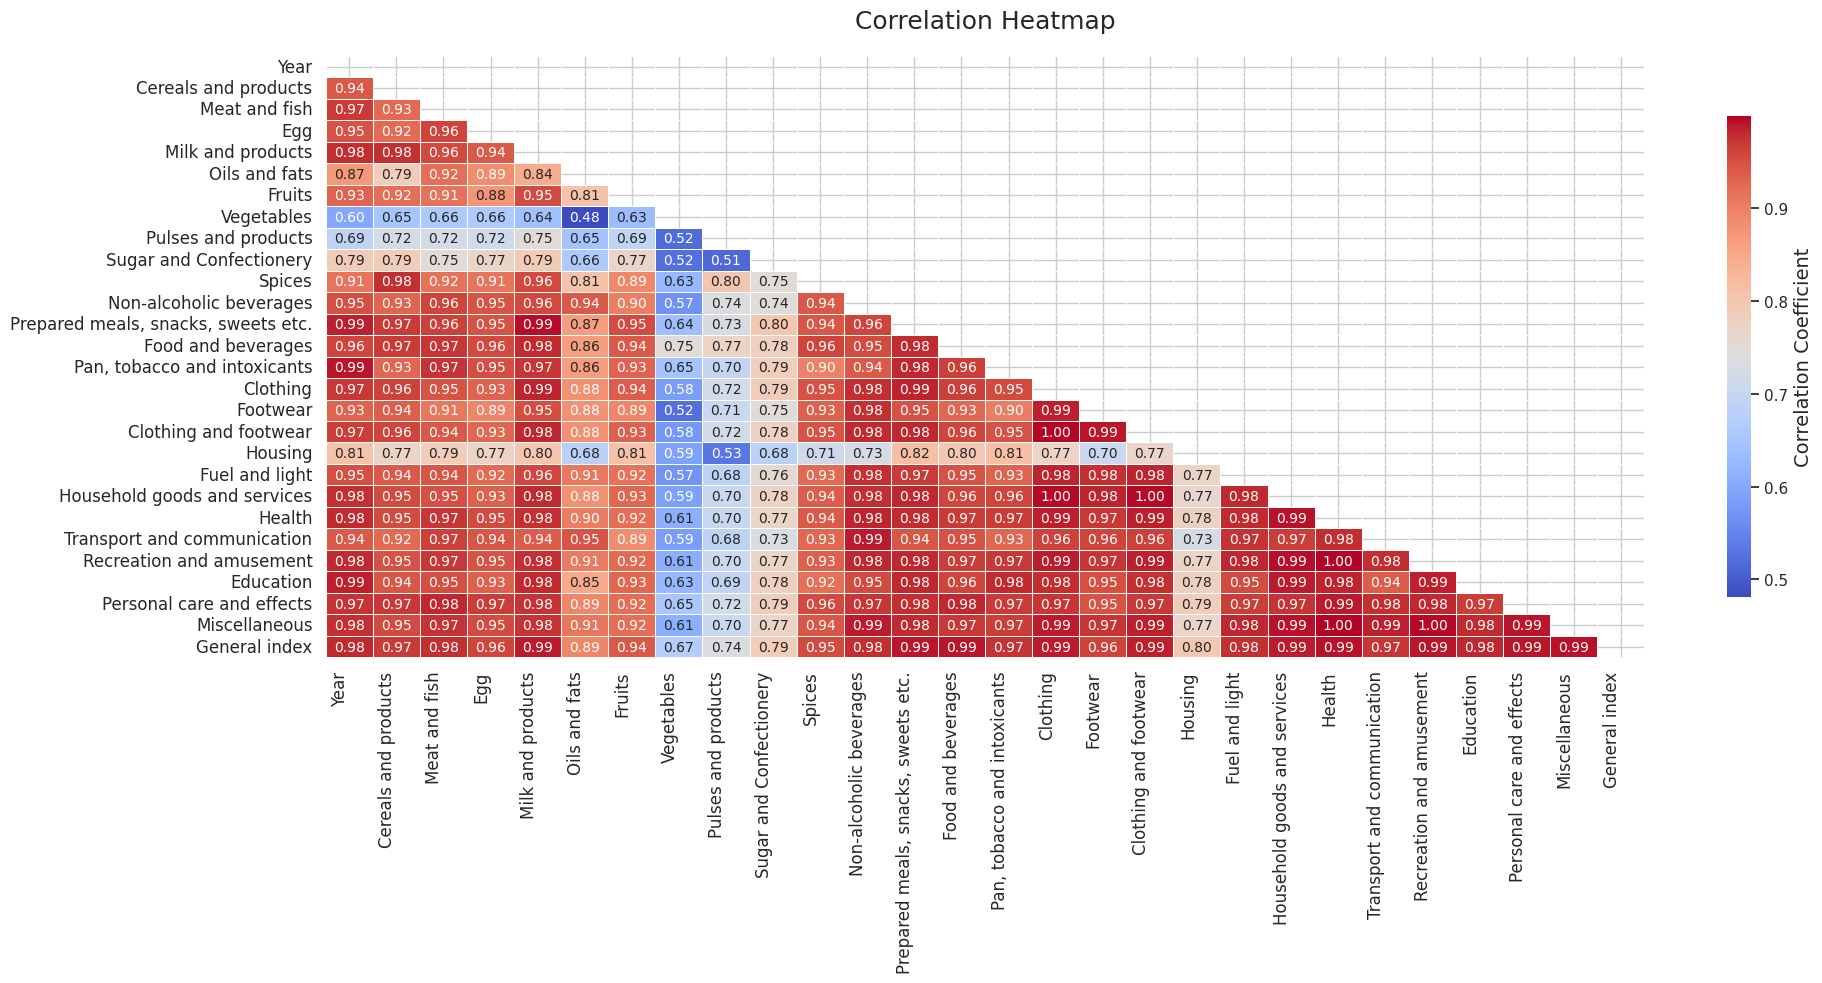 Correlation Heatmap
Year
Cereals and products 0.94
Meat and fish 0.97 0.93
Egg 0.95 0.92 0.96
Milk and products 0.98 0.98 0.96 0.94
Oils and fats 0.87 0.79 0.92 0.89 0.84
Fruits 0.93 0.92 0.91 0.88 0.95 0.81
Vegetables 0.60 0.65 0.66 0.66 0.64 0.48 0.63
Pulses and products 0.69 0.72 0.72 0.72 0.75 0.65 0.69 0.52
Sugar and Confectionery 0.79 0.79 0.75 0.77 0.79 0.66 0.77 0.52 0.51
Spices 0.91 0.98 0.92 0.91 0.96 0.81 0.89 0.63 0.80 0.75
Non-alcoholic beverages 0.95 0.93 0.96 0.95 0.96 0.94 0.90 0.57 0.74 0.74 0.94
Prepared meals, snacks, sweets etc. 0.99 0.97 0.96 0.95 0.99 0.87 0.95 0.64 0.73 0.80 0.94 0.96
Food and beverages 0.96 0.97 0.97 0.96 0.98 0.86 0.94 0.75 0.77 0.78 0.96 0.95 0.98
Pan, tobacco and intoxicants 0.99 0.93 0.97 0.95 0.97 0.86 0.93 0.65 0.70 0.79 0.90 0.94 0.98 0.96
Clothing 0.97 0.96 0.95 0.93 0.99 0.88 0.94 0.58 0.72 0.79 0.95 0.98 0.99 0.96 0.95
Footwear 0.93 0.94 0.91 0.89 0.95 0.88 0.89 0.52 0.71 0.75 0.93 0.98 0.95 0.93 0.90 0.99
Clothing and footwear 0.97 0.96 0.94 0.93 0.98 0.88 0.93 0.58 0.72 0.78 0.95 0.98 0.98 0.96 0.95 1.00 0.99
Housing 0.81 0.77 0.79 0.77 0.80 0.68 0.81 0.59 0.53 0.68 0.71 0.73 0.82 0.80 0.81 0.77 0.70 0.77
Fuel and light 0.95 0.94 0.94 0.92 0.96 0.91 0.92 0.57 0.68 0.76 0.93 0.98 0.97 0.95 0.93 0.98 0.98 0.98 0.77
Household goods and services 0.98 0.95 0.95 0.93 0.98 0.88 0.93 0.59 0.70 0.78 0.94 0.98 0.98 0.96 0.96 1.00 0.98 1.00 0.77 0.98
Health 0.98 0.95 0.97 0.95 0.98 0.90 0.92 0.61 0.70 0.77 0.94 0.98 0.98 0.97 0.97 0.99 0.97 0.99 0.78 0.98 0.99
Transport and communication 0.94 0.92 0.97 0.94 0.94 0.95 0.89 0.59 0.68 0.73 0.93 0.99 0.94 0.95 0.93 0.96 0.96 0.96 0.73 0.97 0.97 0.98
Recreation and amusement 0.98 0.95 0.97 0.95 0.98 0.91 0.92 0.61 0.70 0.77 0.93 0.98 0.98 0.97 0.97 0.99 0.97 0.99 0.77 0.98 0.99 1.00 0.98
Education 0.99 0.94 0.95 0.93 0.98 0.85 0.93 0.63 0.69 0.78 0.92 0.95 0.98 0.96 0.98 0.98 0.95 0.98 0.78 0.95 0.99 0.98 0.94 0.99
Personal care and effects 0.97 0.97 0.98 0.97 0.98 0.89 0.92 0.65 0.72 0.79 0.96 0.97 0.98 0.98 0.97 0.97 0.95 0.97 0.79 0.97 0.97 0.99 0.98 0.98 0.97
Miscellaneous 0.98 0.95 0.97 0.95 0.98 0.91 0.92 0.61 0.70 0.77 0.94 0.99 0.98 0.97 0.97 0.99 0.97 0.99 0.77 0.98 0.99 1.00 0.99 1.00 0.98 0.99
General index 0.98 0.97 0.98 0.96 0.99 0.89 0.94 0.67 0.74 0.79 0.95 0.98 0.99 0.99 0.97 0.99 0.96 0.99 0.80 0.98 0.99 0.99 0.97 0.99 0.98 0.99 0.99
Year
Cereals and products
Meat and fish
Egg
Milk and products
Oils and fats
Fruits
Vegetables
Pulses and products
Sugar and Confectionery
Spices
Non-alcoholic beverages
Prepared meals, snacks, sweets etc.
Food and beverages
Pan, tobacco and intoxicants
Clothing
Footwear
Clothing and footwear
Housing
Fuel and light
Household goods and services
Health
Transport and communication
Recreation and amusement
Education
Personal care and effects
Miscellaneous
General index
0.9
0.8
0.7
0.6
0.5
Correlation Coefficient